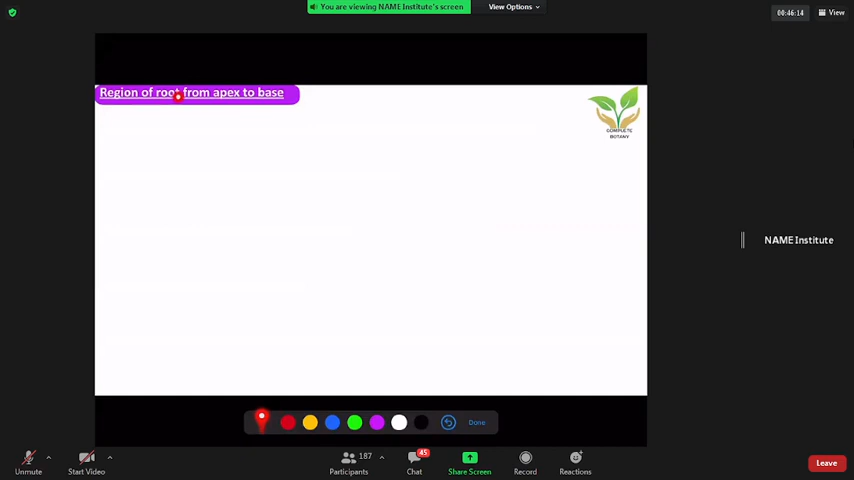 You are viewing NAME Institute's screen
View Options
00:46:14
View
Region of root from apex to base
COMPLETE
BOTANY
NAME Institute
Done
Unmute
Start Video
187
Participants
45
Chat
Share Screen
Record
Reactions
Leave